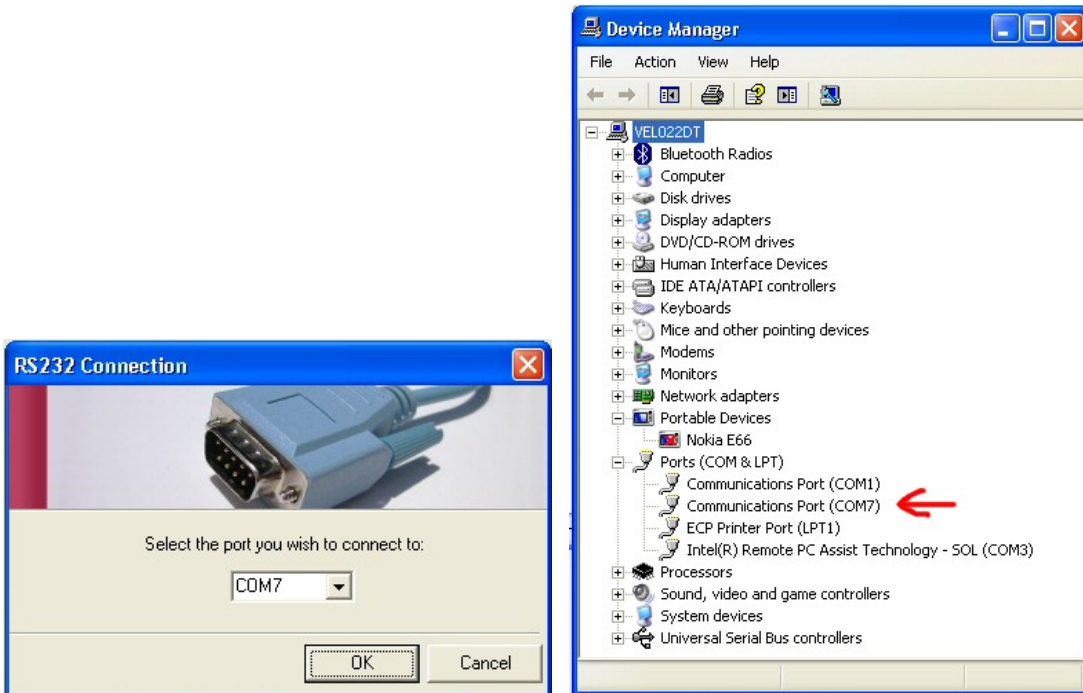 RS232 Connection
Select the port you wish to connect to:
COM7
OK
Cancel
Device Manager
File Action View Help
VEL022DT
Bluetooth Radios
Computer
Disk drives
Display adapters
DVD/CD-ROM drives
Human Interface Devices
IDE ATA/ATAPI controllers
Keyboards
Mice and other pointing devices
Modems
Monitors
Network adapters
Portable Devices
Nokia E66
Ports (COM & LPT)
Communications Port (COM1)
Communications Port (COM7)
ECP Printer Port (LPT1)
Intel(R) Remote PC Assist Technology - SOL (COM3)
Processors
Sound, video and game controllers
System devices
Universal Serial Bus controllers